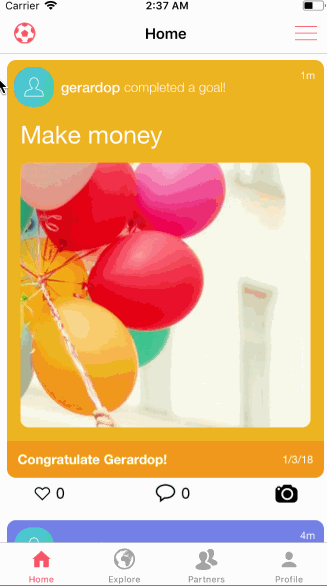 Carrier 2:37 AM
Home
1m
gerardop completed a goal!
Make money
Congratulate Gerardop! 1/3/18
0 0
4m
Home Explore Partners Profile